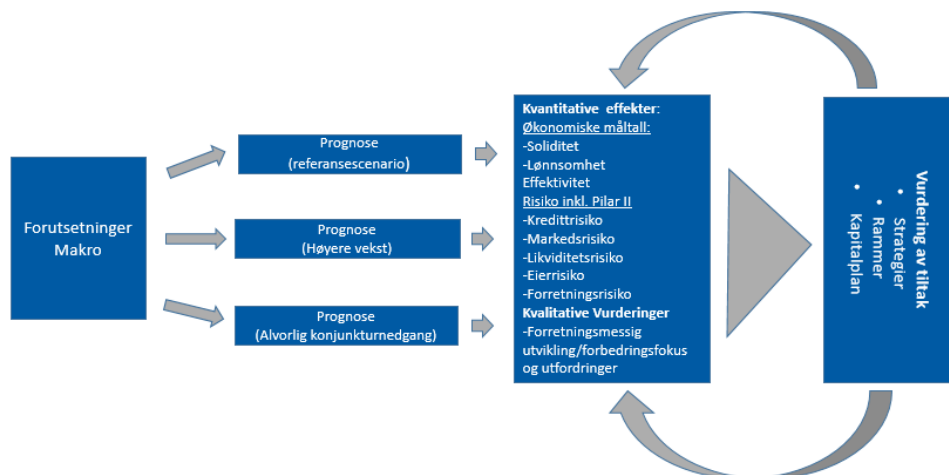 Forutsetninger
Makro
Prognose
(referansescenario)
Prognose
(Høyere vekst)
Prognose
(Alvorlig konjunkturnedgang)
Kvantitative effekter:
Økonomiske måltall:
-Soliditet
-Lønnsomhet
Effektivitet
Risiko inkl. Pilar II
-Kredittrisiko
-Markedsrisiko
-Likviditetsrisiko
-Eierrisiko
-Forretningsrisiko
Kvalitative Vurderinger
-Forretningsmessig
utvikling/forbedringsfokus
og utfordringer
Vurdering av tiltak
• Strategier
• Rammer
• Kapitalplan